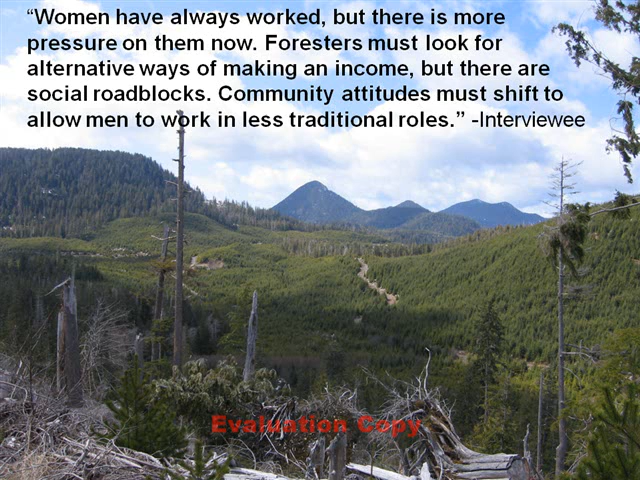 “Women have always worked, but there is more
pressure on them now. Foresters must look for
alternative ways of making an income, but there are
social roadblocks. Community attitudes must shift to
allow men to work in less traditional roles.” -Interviewee
Evaluation Copy